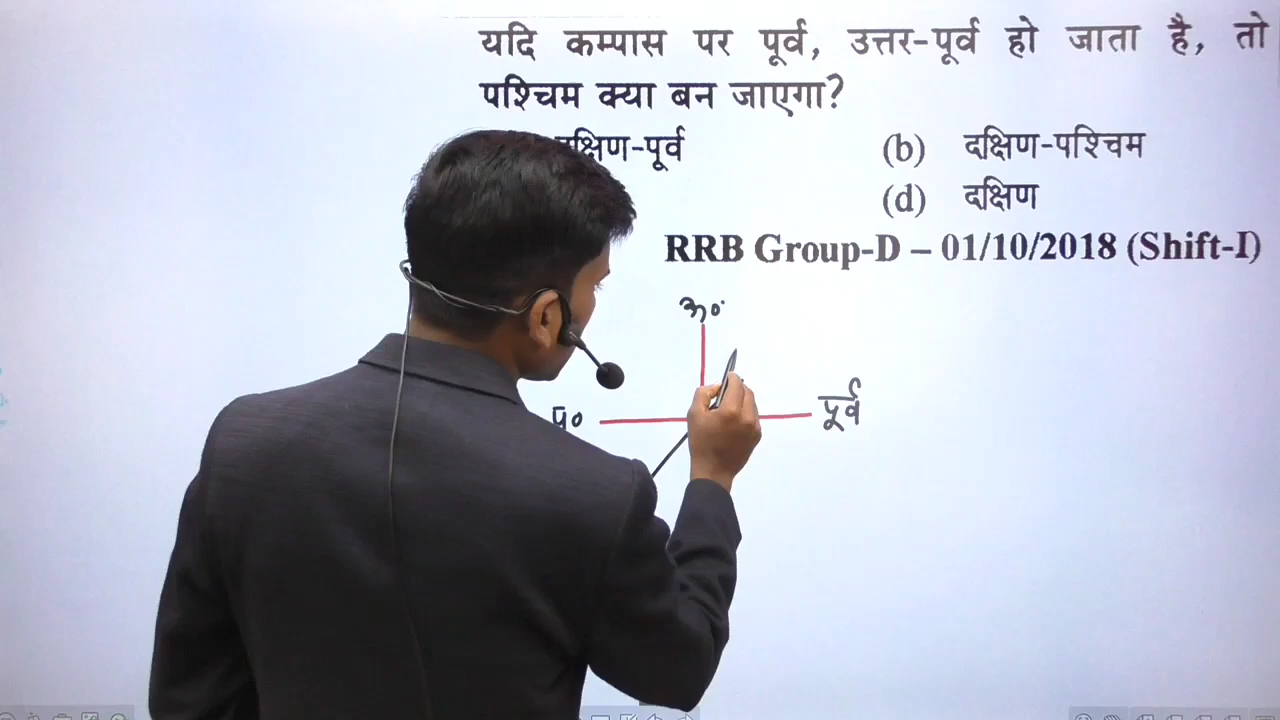 यदि कम्पास पर पूर्व, उत्तर-पूर्व हो जाता है, तो
पश्चिम क्या बन जाएगा?
दक्षिण-पूर्व (b) दक्षिण-पश्चिम
(d) दक्षिण
RRB Group-D – 01/10/2018 (Shift-I)
उ०
प० पूर्व